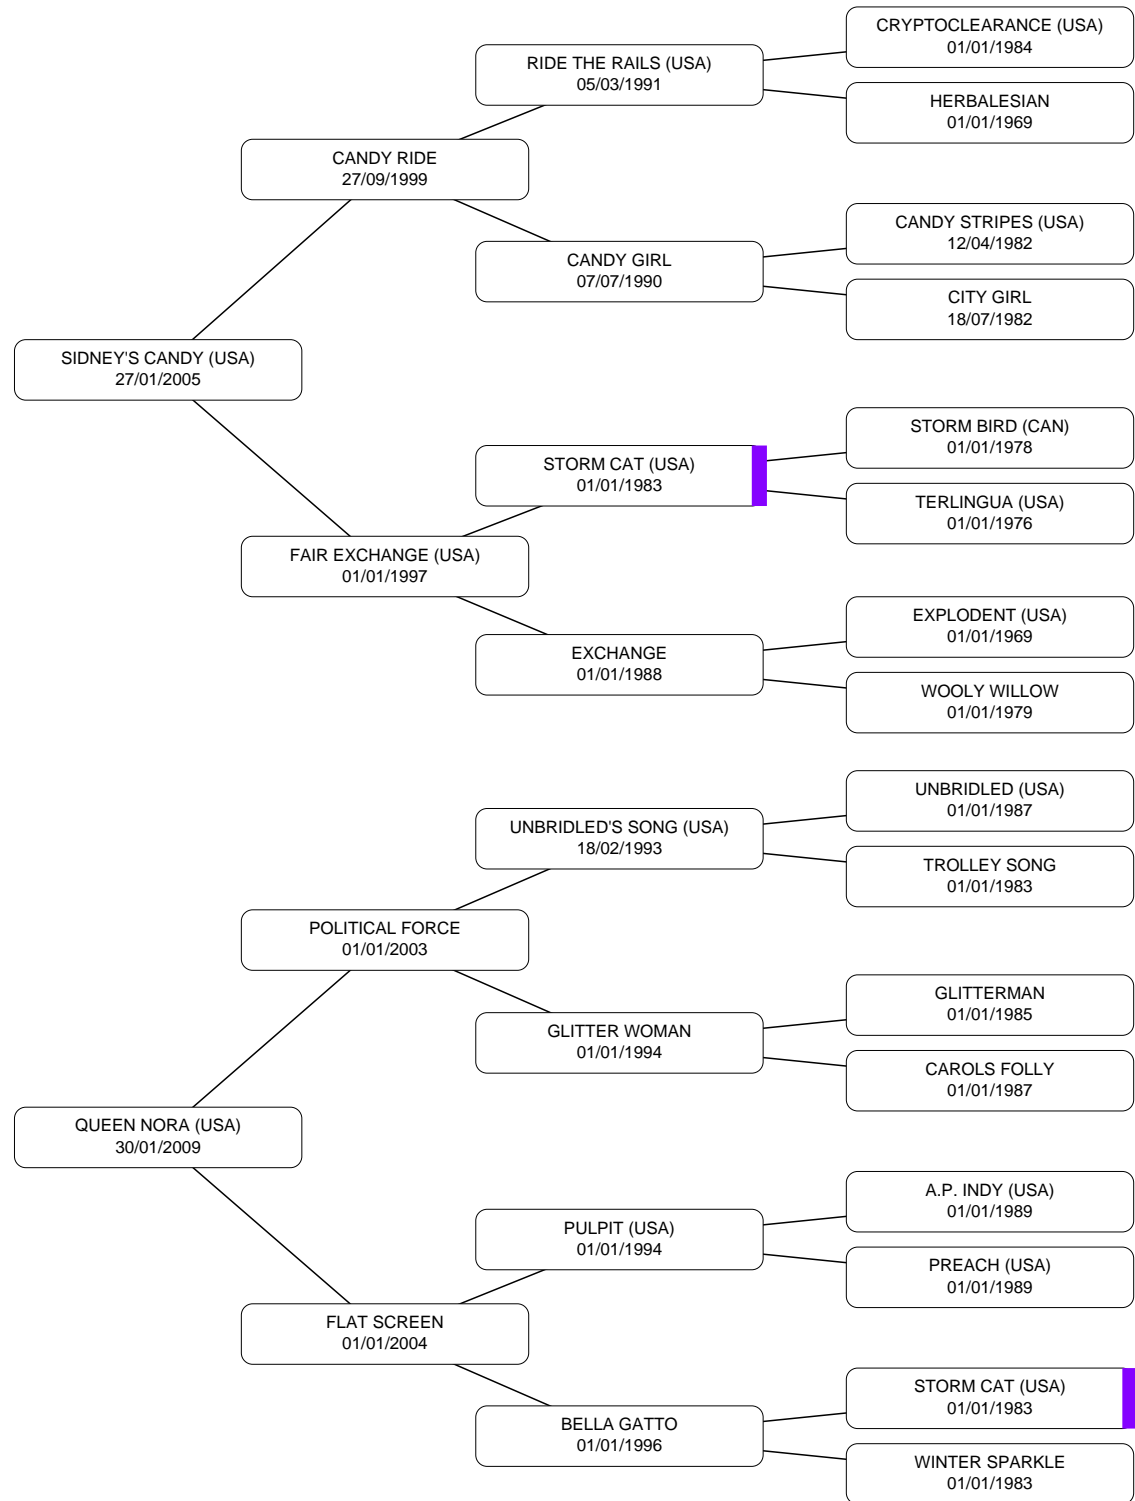 CRYPTOCLEARANCE (USA)
01/01/1984
RIDE THE RAILS (USA)
05/03/1991
HERBALESIAN
01/01/1969
CANDY RIDE
27/09/1999
CANDY STRIPES (USA)
12/04/1982
CANDY GIRL
07/07/1990
CITY GIRL
18/07/1982
SIDNEY'S CANDY (USA)
27/01/2005
STORM BIRD (CAN)
01/01/1978
STORM CAT (USA)
01/01/1983
TERLINGUA (USA)
01/01/1976
FAIR EXCHANGE (USA)
01/01/1997
EXPLODENT (USA)
01/01/1969
EXCHANGE
01/01/1988
WOOLY WILLOW
01/01/1979
UNBRIDLED (USA)
01/01/1987
UNBRIDLED'S SONG (USA)
18/02/1993
TROLLEY SONG
01/01/1983
POLITICAL FORCE
01/01/2003
GLITTERMAN
01/01/1985
GLITTER WOMAN
01/01/1994
CAROLS FOLLY
01/01/1987
QUEEN NORA (USA)
30/01/2009
A.P. INDY (USA)
01/01/1989
PULPIT (USA)
01/01/1994
PREACH (USA)
01/01/1989
FLAT SCREEN
01/01/2004
STORM CAT (USA)
01/01/1983
BELLA GATTO
01/01/1996
WINTER SPARKLE
01/01/1983